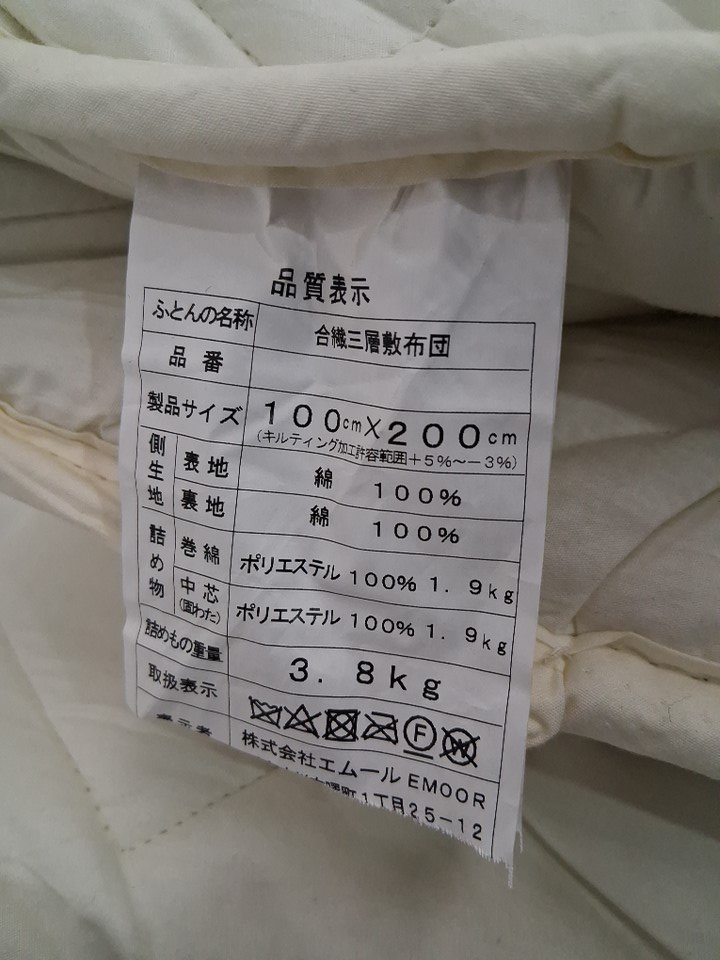 品質表示
ふとんの名称 合繊三層敷布団
品番
製品サイズ 100cm×200cm
(キルティング加工許容範囲+5%~-3%)
側生地 表地 綿 100%
裏地 綿 100%
詰め物 巻綿 ポリエステル 100% 1.9kg
中芯 (固わた) ポリエステル 100% 1.9kg
詰めもの重量 3.8kg
取扱表示 F W
表示者 株式会社エムール EMOOR
町1丁目25-12